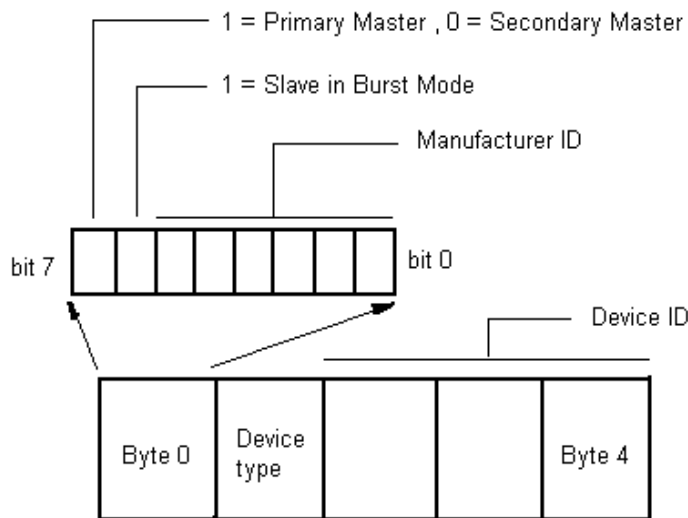 1 = Primary Master , 0 = Secondary Master
1 = Slave in Burst Mode
Manufacturer ID
bit 7
bit 0
Device ID
Byte 0
Device
type
Byte 4